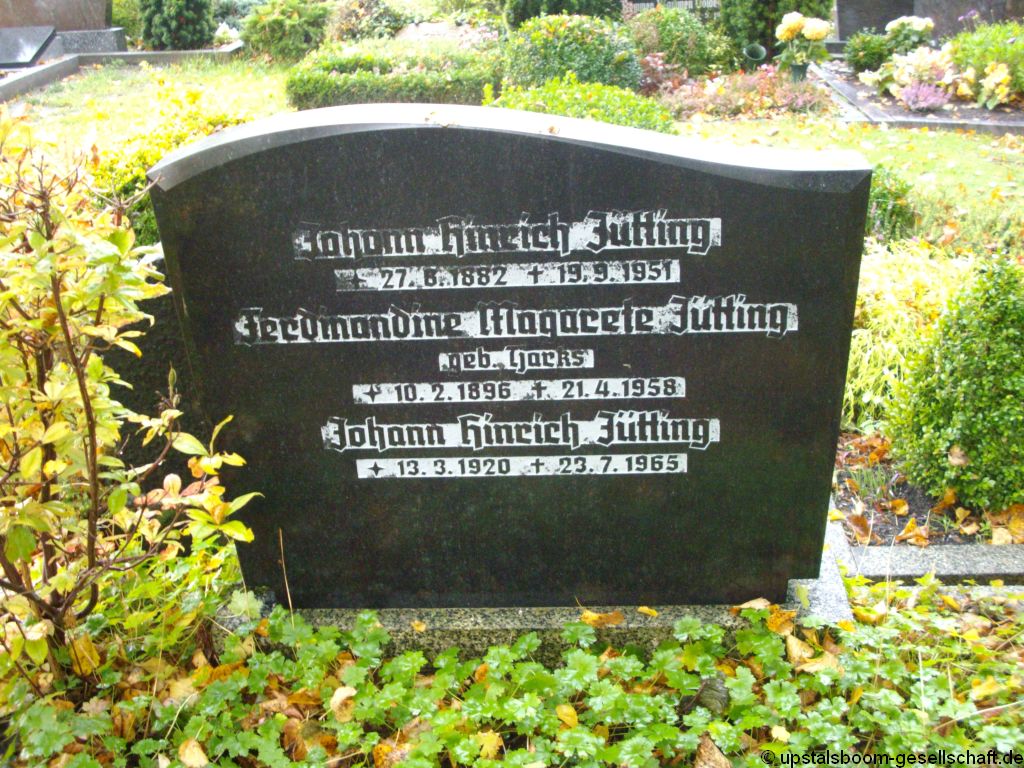 Johann Hinrich Jütting
27.6.1882 ✝ 19.9.1951
Ferdinandine Magarete Jütting
geb. Harks
✦ 10.2.1896 ✝ 21.4.1958
Johann Hinrich Jütting
✦ 13.3.1920 ✝ 23.7.1965
© upstalsboom-gesellschaft.de